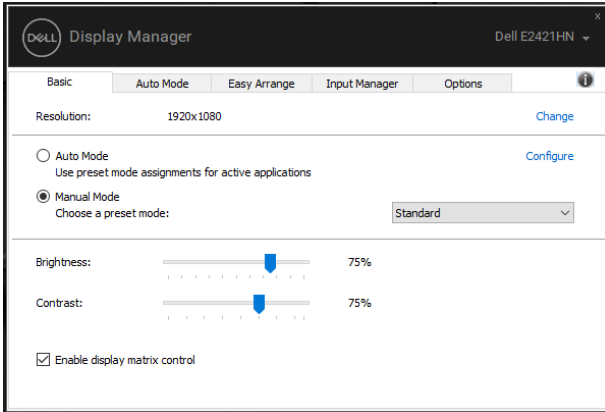 x
DELL Display Manager Dell E2421HN
Basic Auto Mode Easy Arrange Input Manager Options i
Resolution: 1920x1080 Change
Auto Mode Configure
Use preset mode assignments for active applications
Manual Mode
Choose a preset mode: Standard
Brightness: 75%
Contrast: 75%
Enable display matrix control